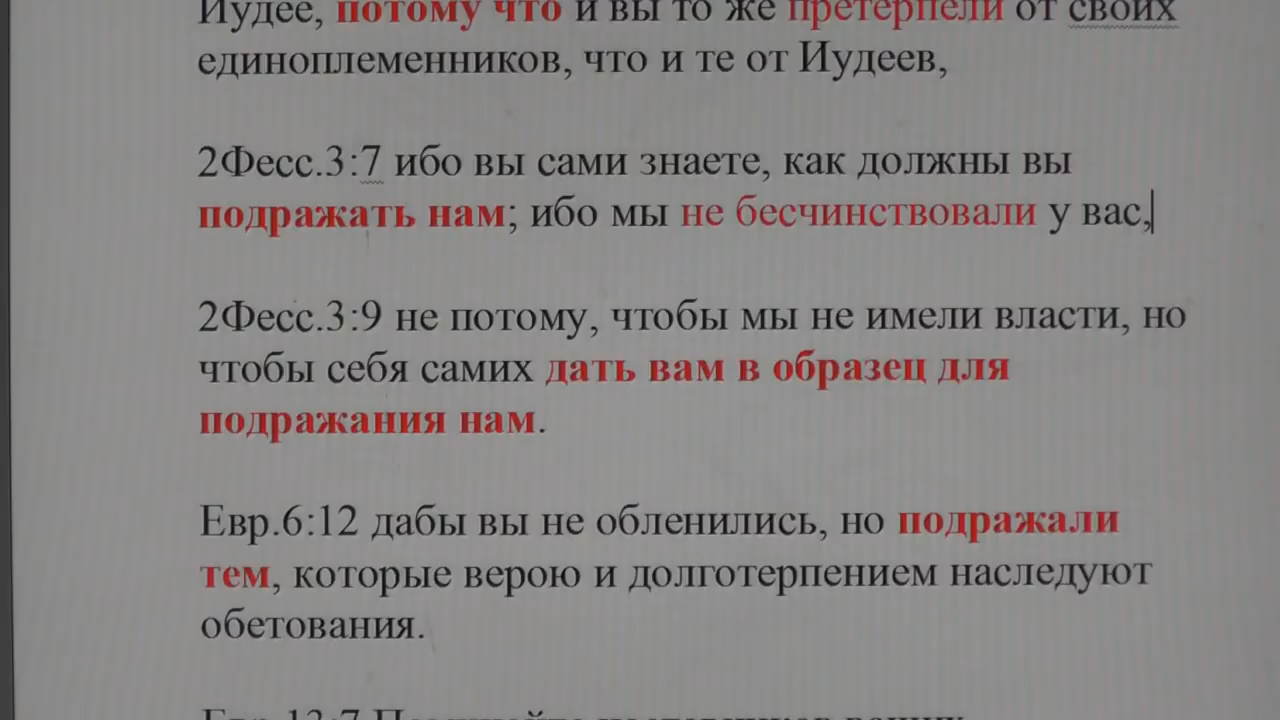 Иудее, потому что и вы то же претерпели от своих
единоплеменников, что и те от Иудеев,
2Фесс.3:7 ибо вы сами знаете, как должны вы
подражать нам; ибо мы не бесчинствовали у вас,
2Фесс.3:9 не потому, чтобы мы не имели власти, но
чтобы себя самих дать вам в образец для
подражания нам.
Евр.6:12 дабы вы не обленились, но подражали
тем, которые верою и долготерпением наследуют
обетования.
Евр.13:7